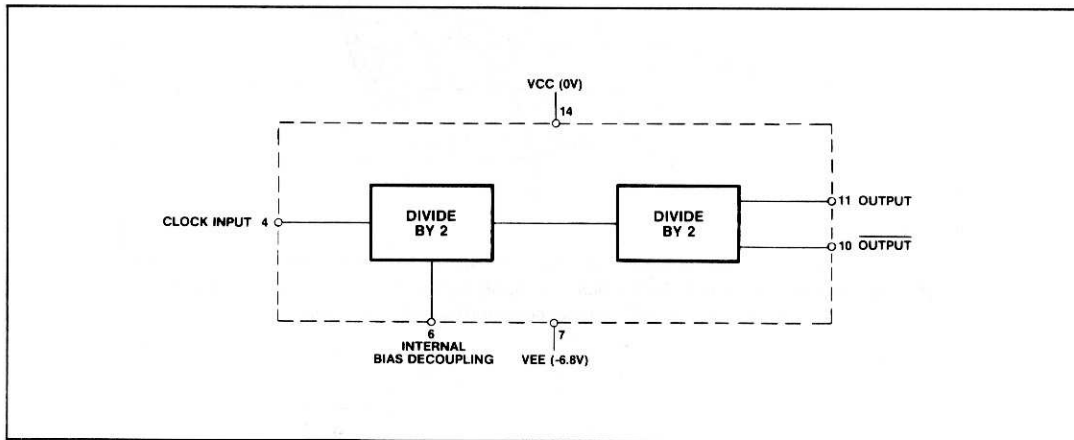 VCC (0V)
14
CLOCK INPUT 4
DIVIDE
BY 2
DIVIDE
BY 2
11 OUTPUT
10 OUTPUT
6
INTERNAL
BIAS DECOUPLING
7
VEE (-6.8V)